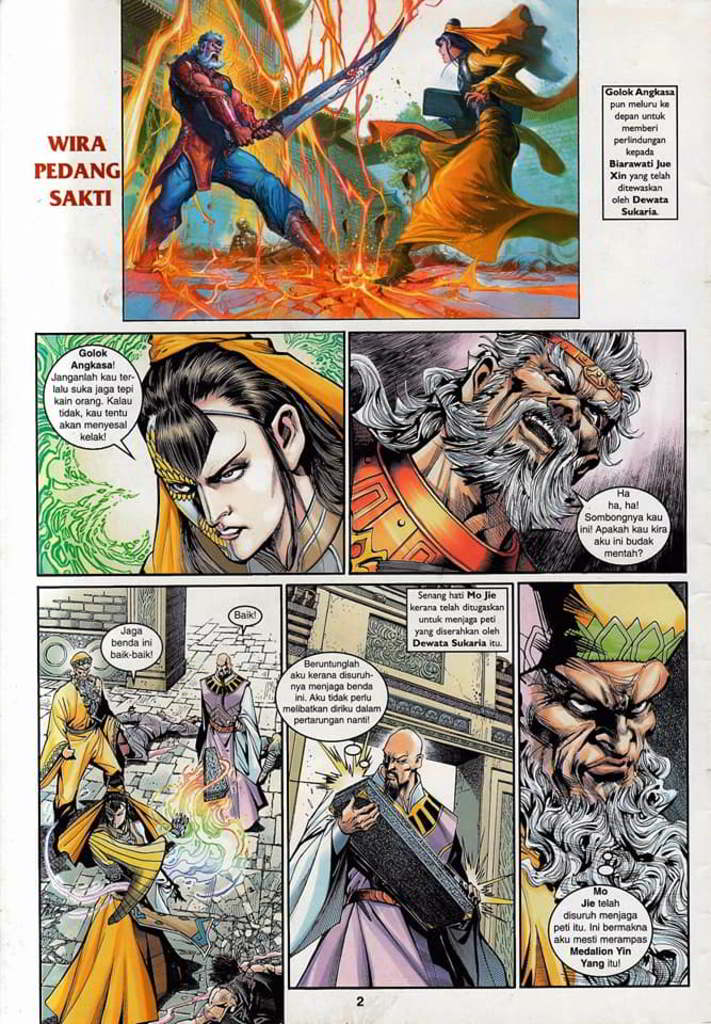 WIRA
PEDANG
SAKTI
Golok Angkasa
pun meluru ke
depan untuk
memberi
perlindungan
kepada
Biarawati Jue
Xin yang telah
ditewaskan
oleh Dewata
Sukaria.
Golok
Angkasa!
Janganlah kau ter-
lalu suka jaga tepi
kain orang. Kalau
tidak, kau tentu
akan menyesal
kelak!
Ha
ha, ha!
Sombongnya kau
ini! Apakah kau kira
aku ini budak
mentah?
Jaga
benda ini
baik-baik!
Baik!
Senang hati Mo Jie
kerana telah ditugaskan
untuk menjaga peti
yang diserahkan oleh
Dewata Sukaria itu.
Beruntunglah
aku kerana disuruh-
nya menjaga benda
ini. Aku tidak perlu
melibatkan diriku dalam
pertarungan nanti!
Mo
Jie telah
disuruh menjaga
peti itu. Ini bermakna
aku mesti merampas
Medalion Yin
Yang itu!
2